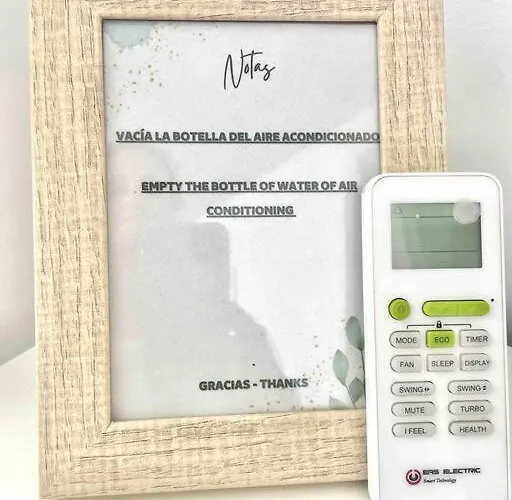 Notas
VACÍA LA BOTELLA DEL AIRE ACONDICIONADO
EMPTY THE BOTTLE OF WATER OF AIR
CONDITIONING
GRACIAS - THANKS
MODE ECO TIMER
FAN SLEEP DISPLAY
SWING SWING
MUTE TURBO
I FEEL HEALTH
ERS ELECTRIC
Smart Technology